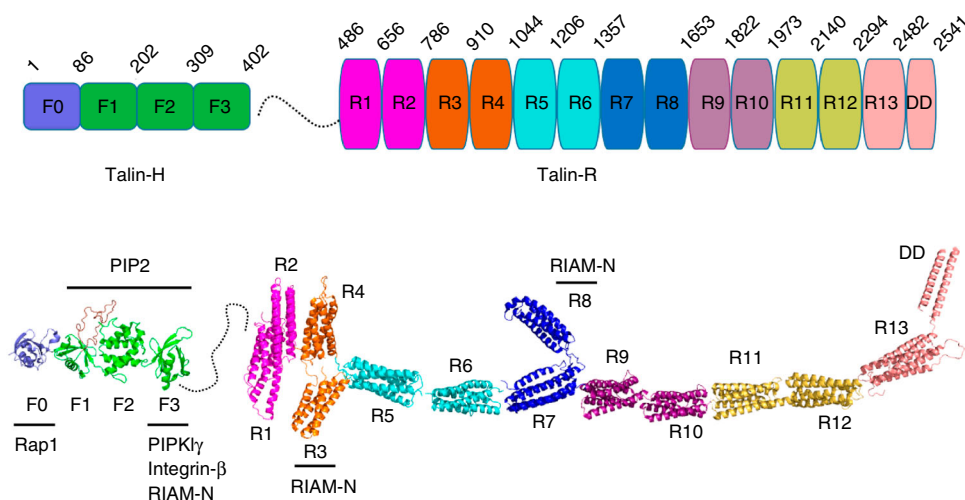 1 86 202 309 402
486 656 786 910 1044 1206 1357 1653 1822 1973 2140 2294 2482 2541
F0 F1 F2 F3
R1 R2 R3 R4 R5 R6 R7 R8 R9 R10 R11 R12 R13 DD
Talin-H
Talin-R
PIP2
R2
R4
RIAM-N
R8
DD
R6
R9
R11
R13
F0 F1 F2 F3
R1
R3
R5
R7
R10
R12
Rap1
PIPKIγ
Integrin-β
RIAM-N
RIAM-N